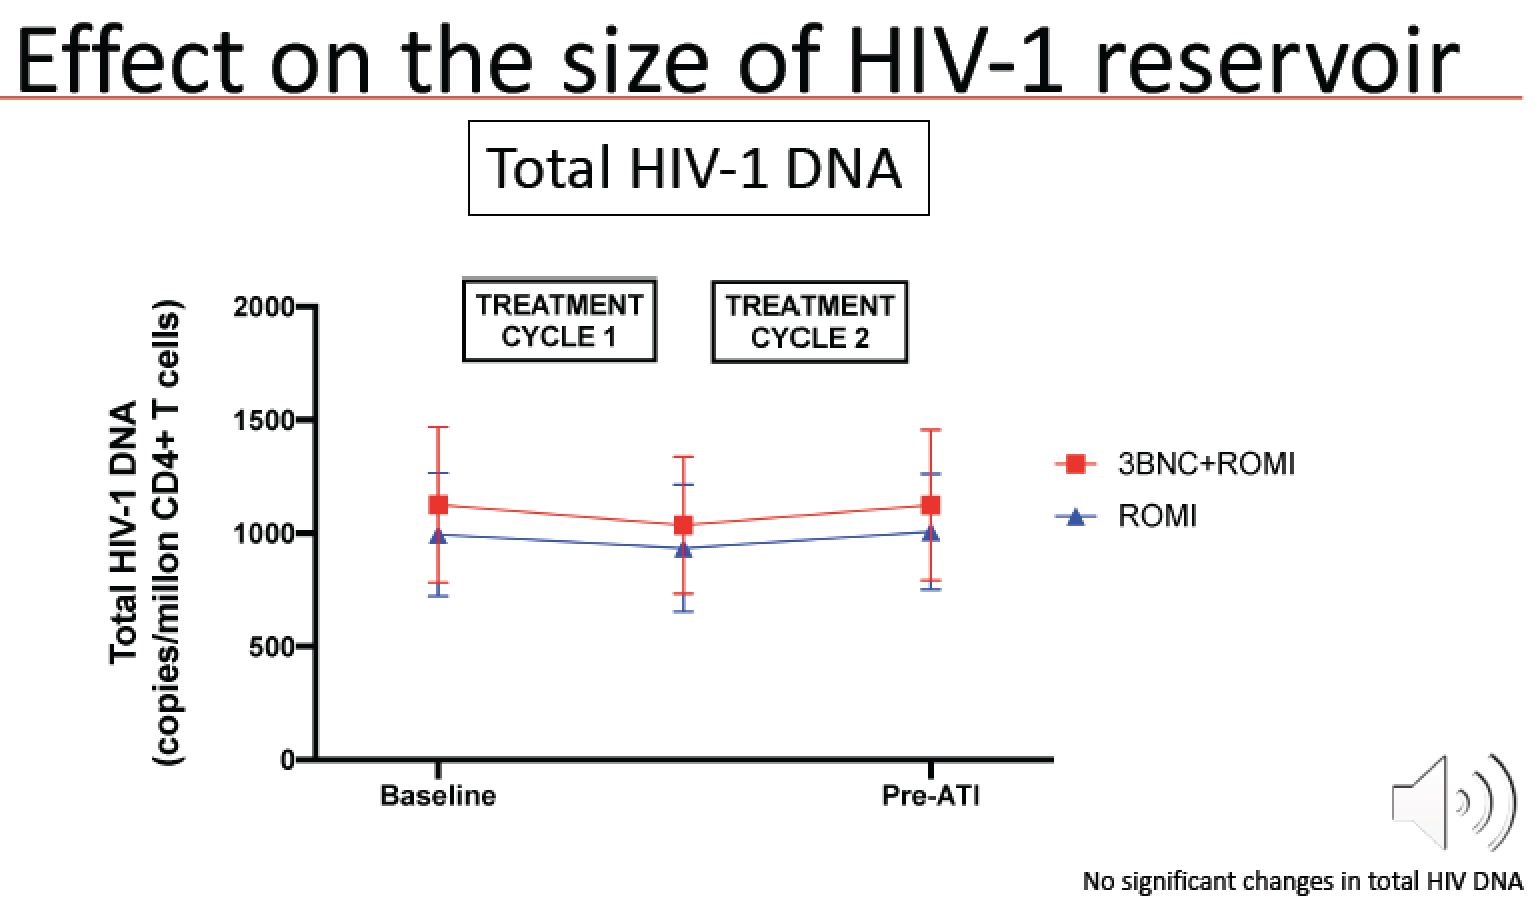 Effect on the size of HIV-1 reservoir
Total HIV-1 DNA
TREATMENT
CYCLE 1
TREATMENT
CYCLE 2
Total HIV-1 DNA
(copies/millon CD4+ T cells)
2000
1500
1000
500
0
Baseline
Pre-ATI
3BNC+ROMI
ROMI
No significant changes in total HIV DNA